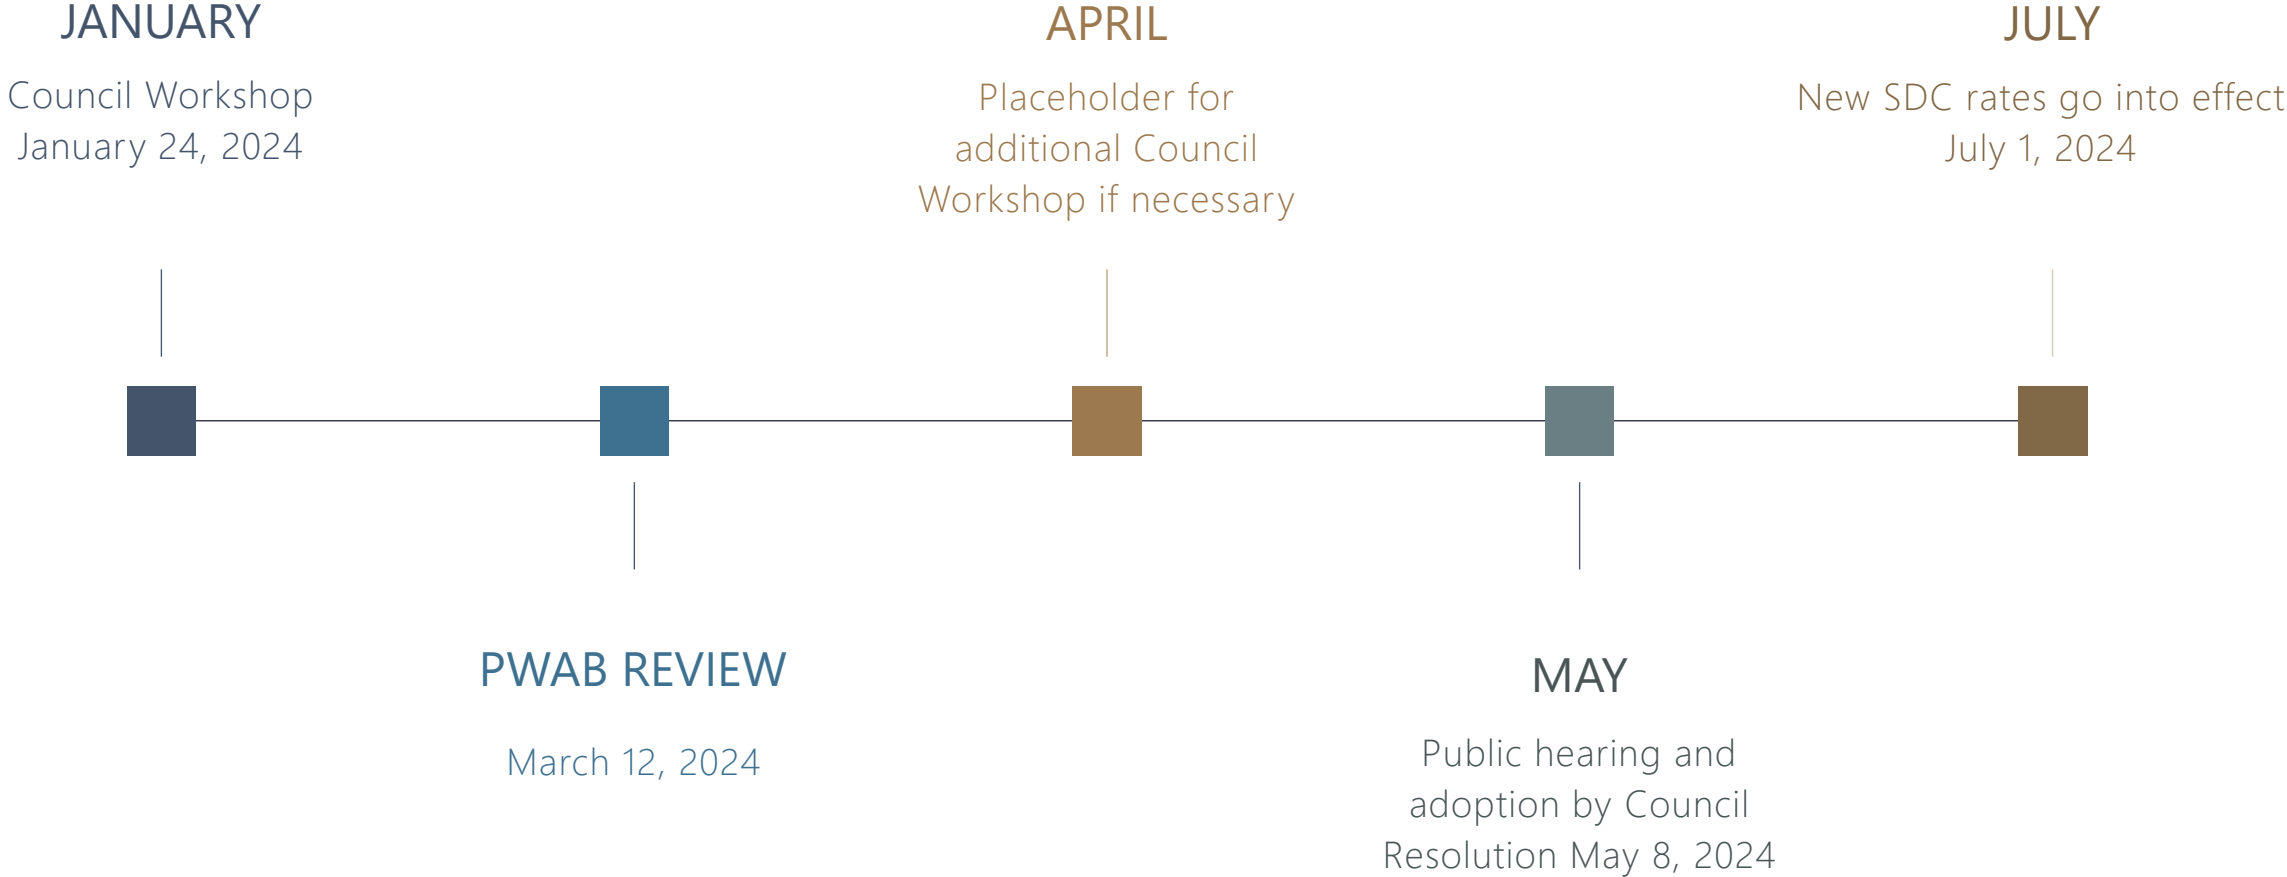 JANUARY
Council Workshop
January 24, 2024
PWAB REVIEW
March 12, 2024
APRIL
Placeholder for
additional Council
Workshop if necessary
MAY
Public hearing and
adoption by Council
Resolution May 8, 2024
JULY
New SDC rates go into effect
July 1, 2024